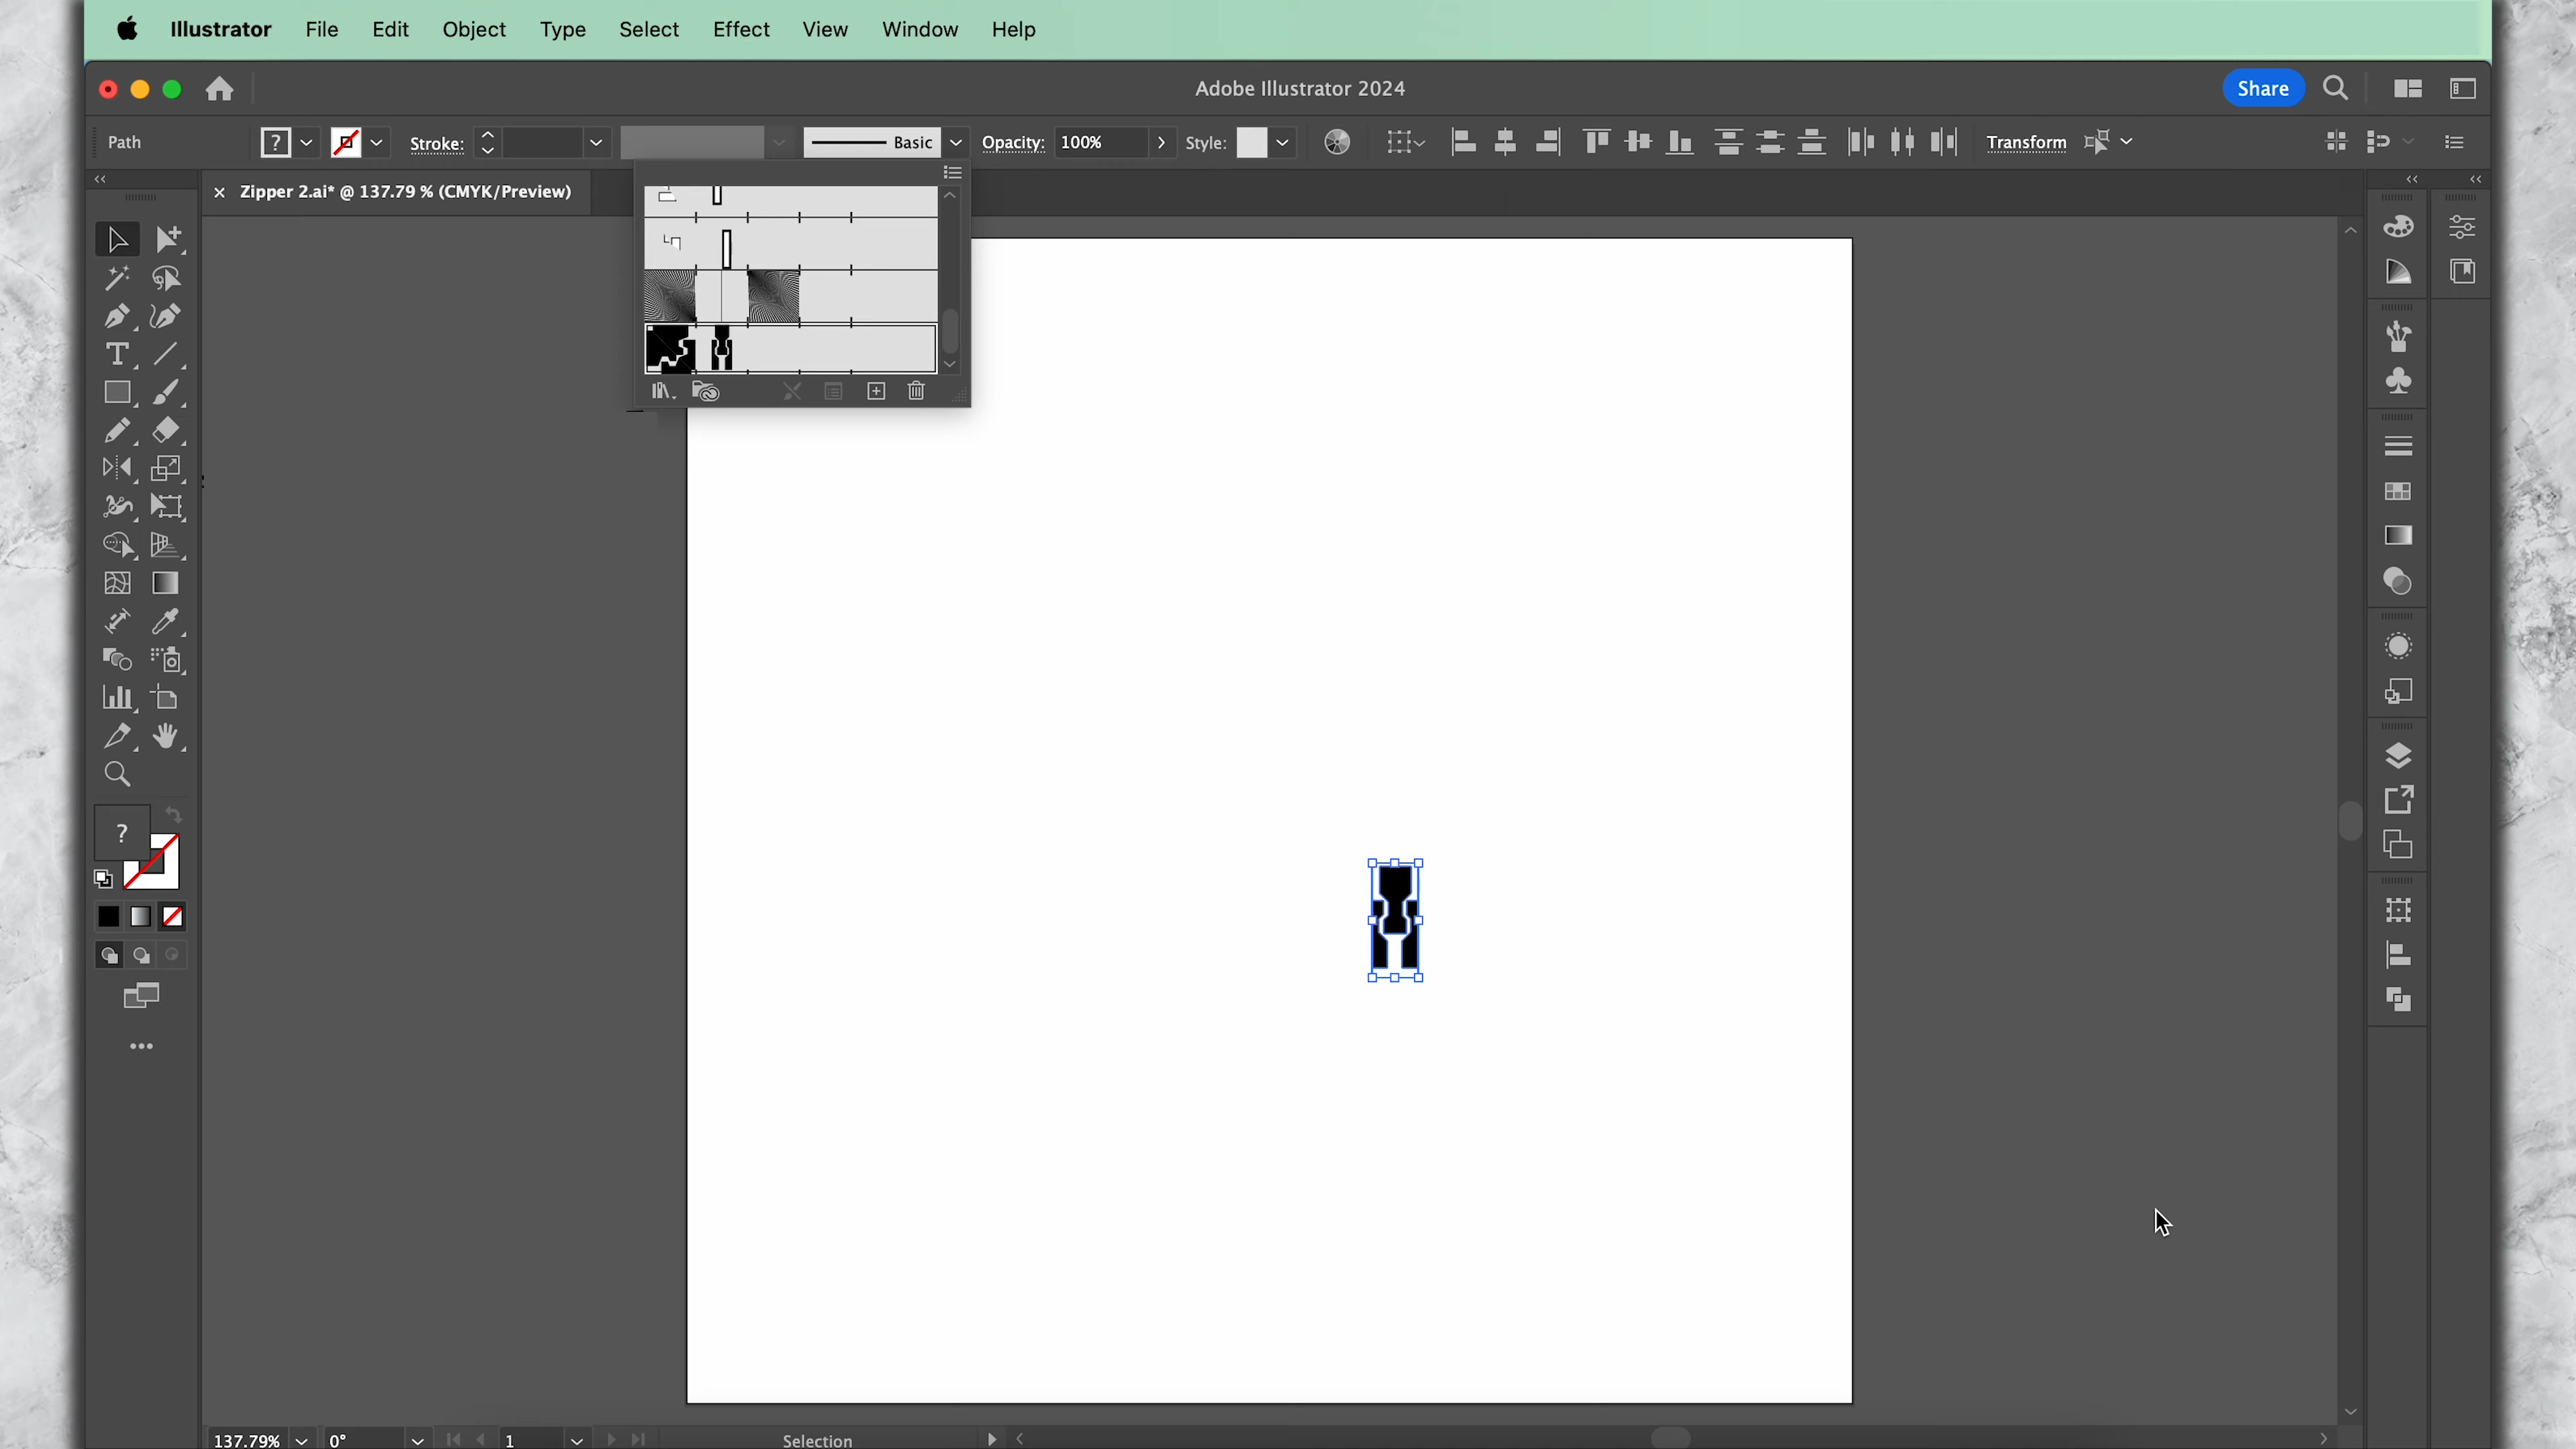 Illustrator File Edit Object Type Select Effect View Window Help
Adobe Illustrator 2024
Share
Path
?
Stroke:
Basic
Opacity: 100%
Style:
Transform
× Zipper 2.ai* @ 137.79 % (CMYK/Preview)
?
137.79% 0° 1 Selection